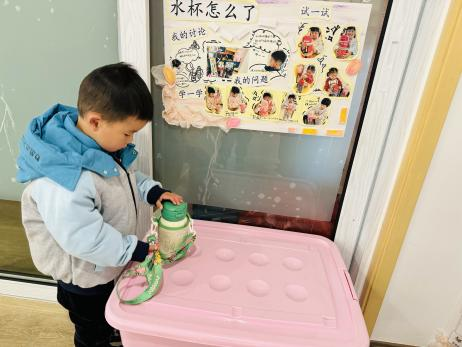 水杯怎么了
试一试
我的讨论
我的问题
学一学